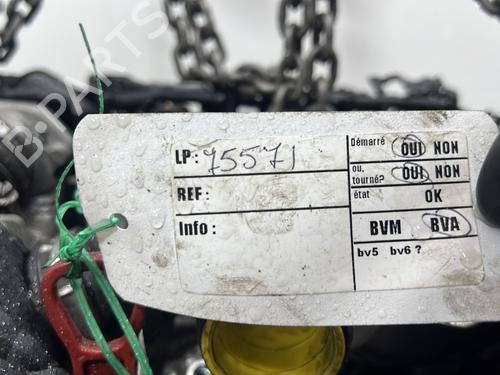 B-PARTS
LP: 75571
REF:
Info :
Démarré OUI NON
ou, tourné? OUI NON
état OK
BVM BVA
bv5 bv6 ?